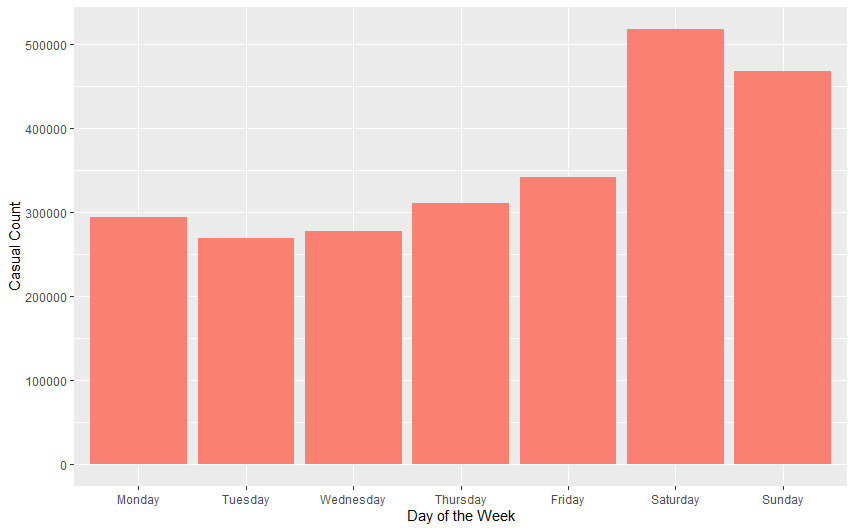 Casual Count
500000
400000
300000
200000
100000
0
Monday Tuesday Wednesday Thursday Friday Saturday Sunday
Day of the Week